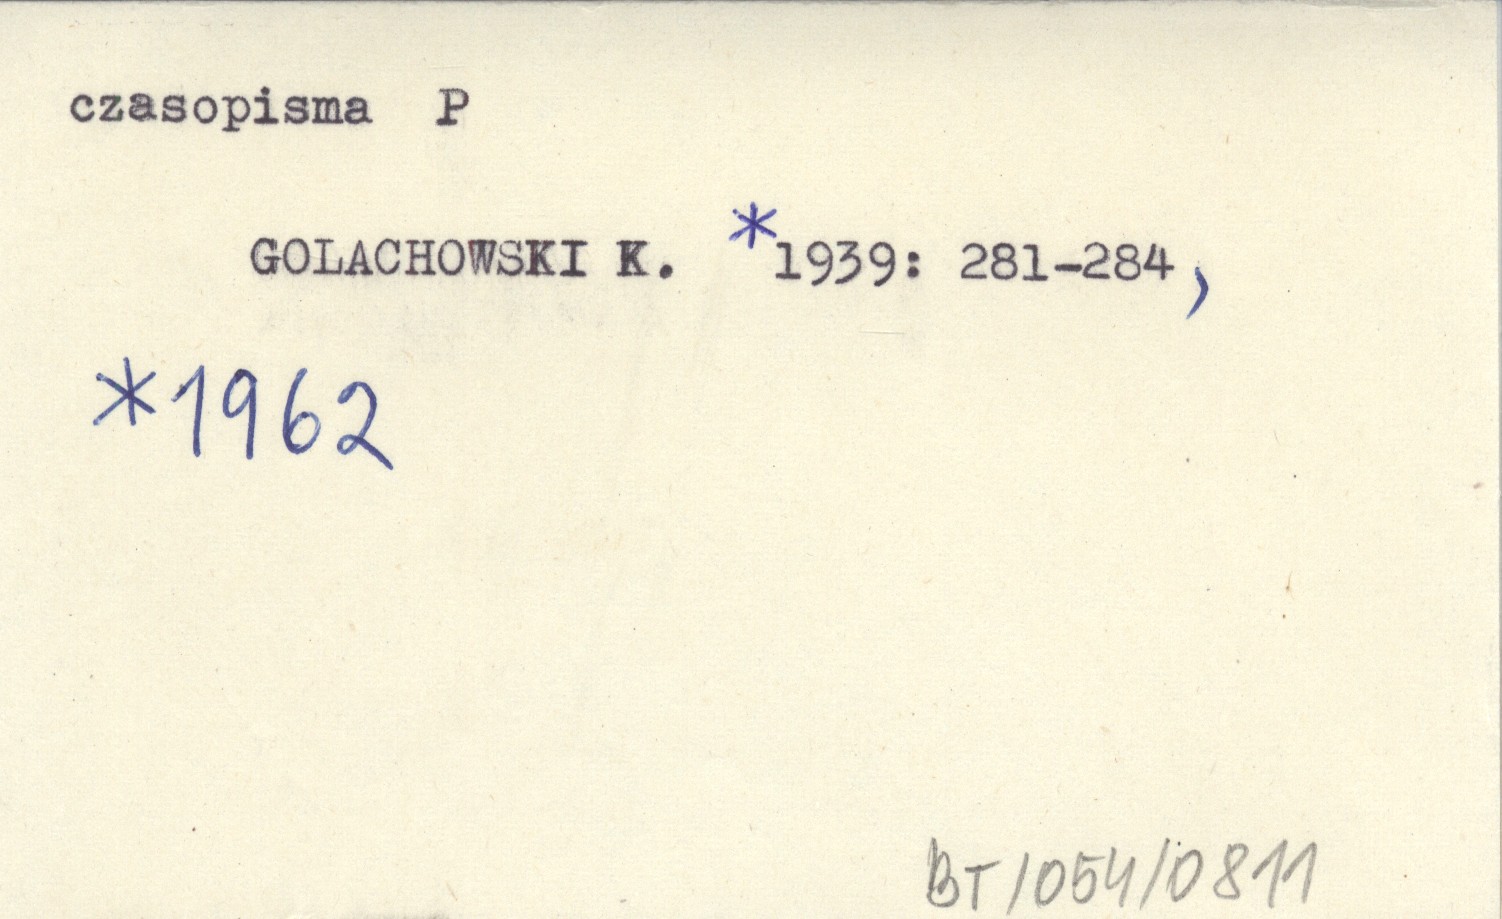 czasopisma P
GOLACHOWSKI K. *1939: 281-284,
*1962
BT/054/0811